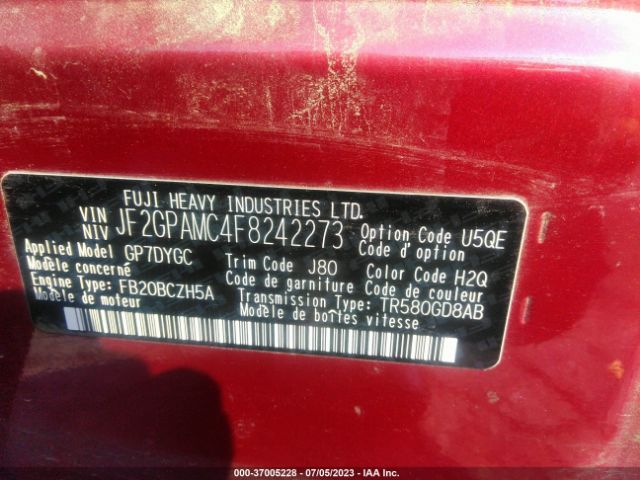 FUJI HEAVY INDUSTRIES LTD.
VIN
NIV JF2GPAMC4F8242273 Option Code U5QE
Code d'option
Applied Model GP7DYGC Trim Code J80 Color Code H2Q
Modèle concerné Code de garniture Code de couleur
Engine Type: FB20BCZH5A Transmission Type: TR580GD8AB
Modèle de moteur Modèle de boîtes vitesse
000-37005228 - 07/05/2023 - IAAI.COM